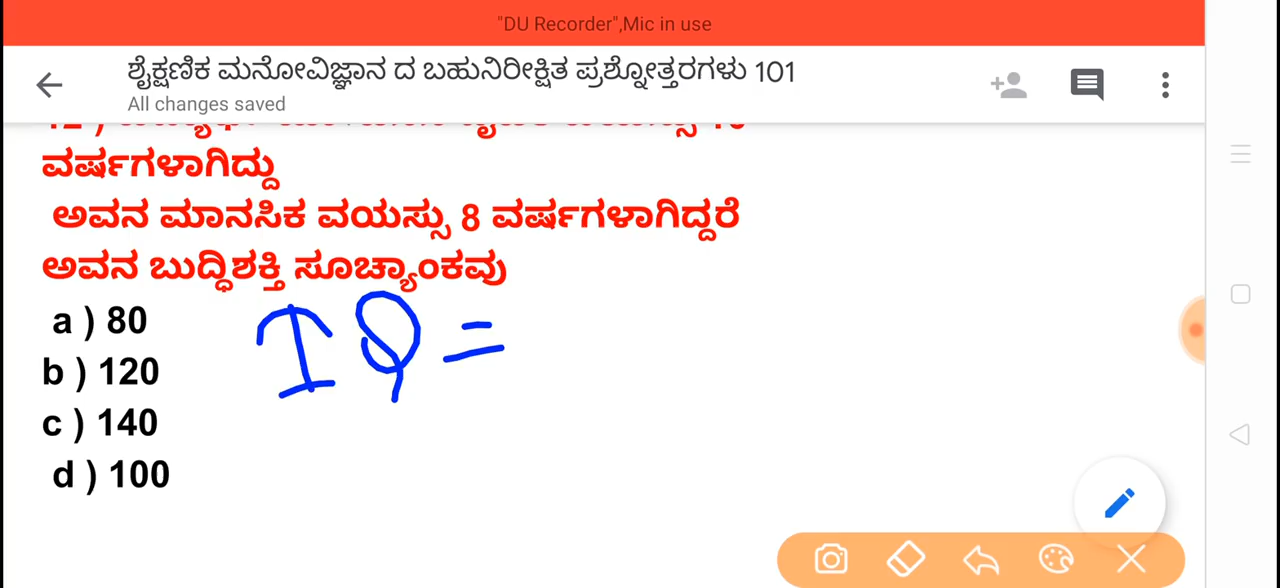 "DU Recorder",Mic in use
ಶೈಕ್ಷಣಿಕ ಮನೋವಿಜ್ಞಾನ ದ ಬಹುನಿರೀಕ್ಷಿತ ಪ್ರಶ್ನೋತ್ತರಗಳು 101
All changes saved
ವರ್ಷಗಳಾಗಿದ್ದು
ಅವನ ಮಾನಸಿಕ ವಯಸ್ಸು 8 ವರ್ಷಗಳಾಗಿದ್ದರೆ
ಅವನ ಬುದ್ಧಿಶಕ್ತಿ ಸೂಚ್ಯಾಂಕವು
a ) 80
b ) 120
c ) 140
d ) 100
IQ =